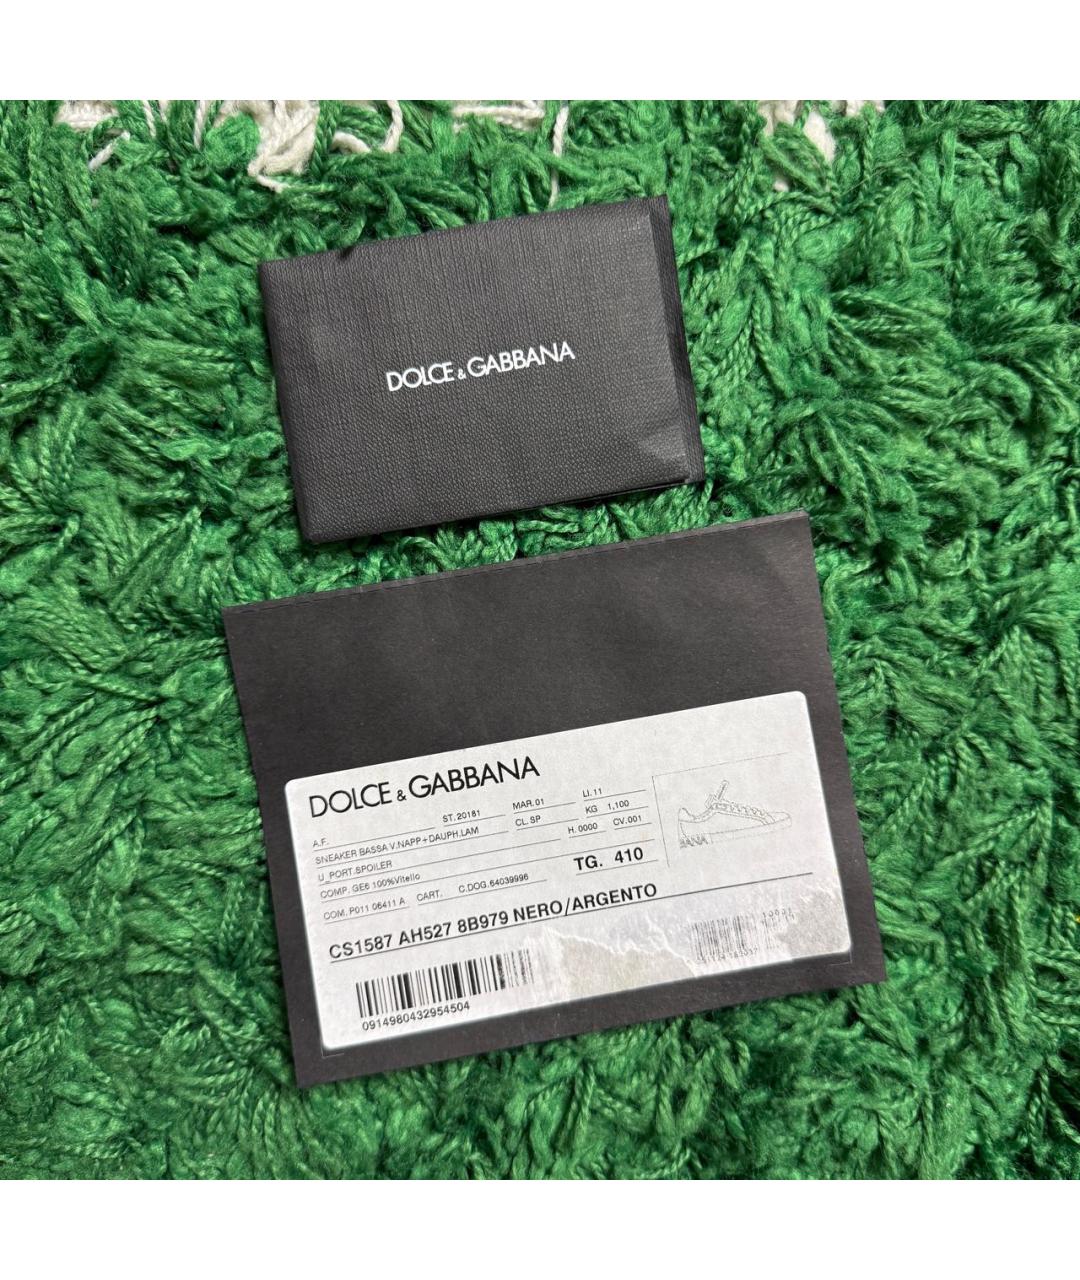 DOLCE & GABBANA
DOLCE & GABBANA
A.F. ST. 20181 MAR. 01 LI. 11
SNEAKER BASSA V.NAPP+DAUPH.LAM CL. SP KG 1,100
U_PORT.SPOILER H. 0000 CV.001
COMP. GE6 100%Vitello
COM. P011 06411 A CART. C.DOG.64039996 TG. 410
CS1587 AH527 8B979 NERO/ARGENTO
0914980432954504
BANA